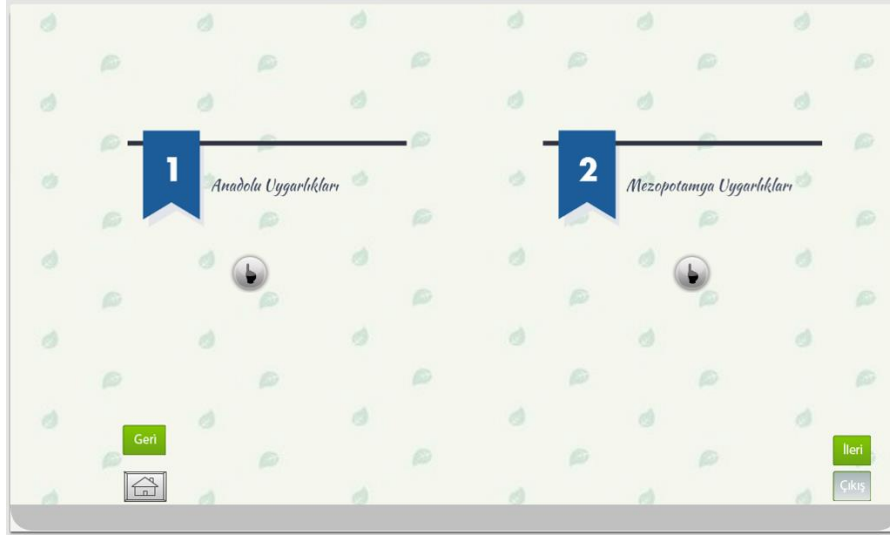 1
Anadolu Uygarlıkları
2
Mezopotamya Uygarlıkları
Geri
İleri
Çıkış